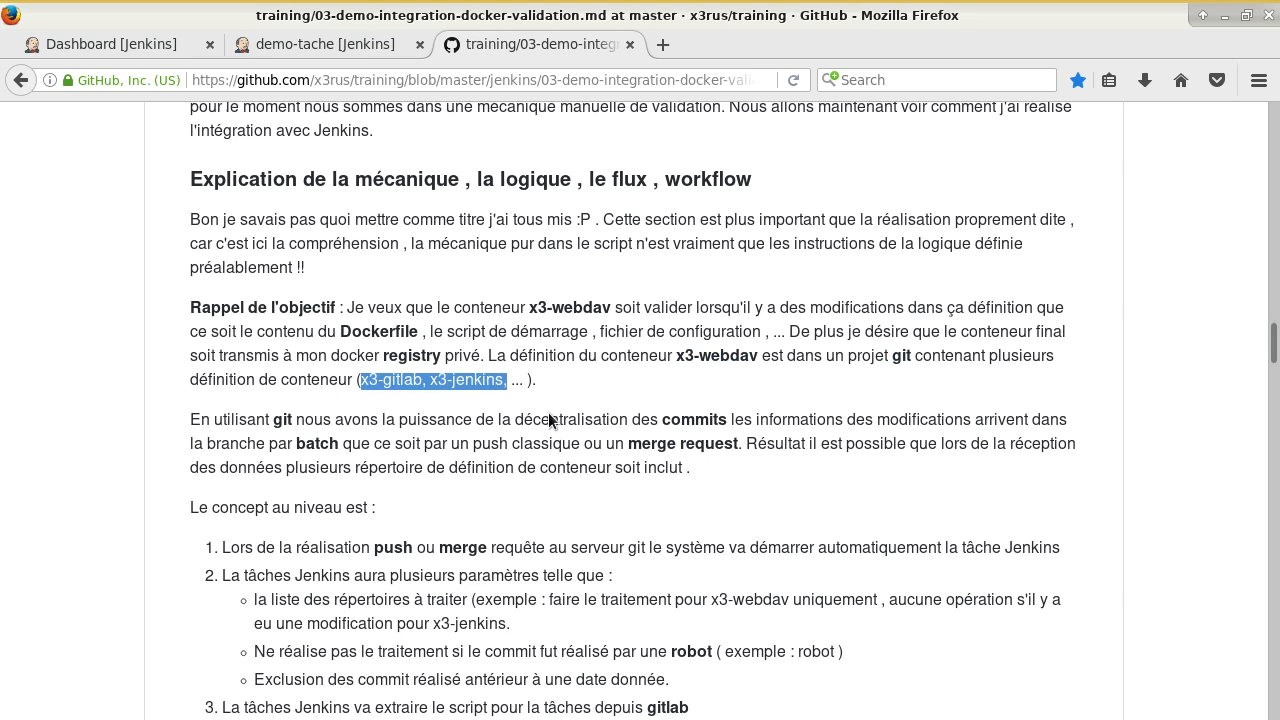 training/03-demo-integration-docker-validation.md at master · x3rus/training · GitHub - Mozilla Firefox
Dashboard [Jenkins]
demo-tache [Jenkins]
training/03-demo-integ
GitHub, Inc. (US)
https://github.com/x3rus/training/blob/master/jenkins/03-demo-integration-docker-vali
Search
pour le moment nous sommes dans une mécanique manuelle de validation. Nous allons maintenant voir comment j'ai réalisé
l'intégration avec Jenkins.
Explication de la mécanique , la logique , le flux , workflow
Bon je savais pas quoi mettre comme titre j'ai tous mis :P . Cette section est plus important que la réalisation proprement dite ,
car c'est ici la compréhension , la mécanique pur dans le script n'est vraiment que les instructions de la logique définie
préalablement !!
Rappel de l'objectif : Je veux que le conteneur x3-webdav soit valider lorsqu'il y a des modifications dans ça définition que
ce soit le contenu du Dockerfile , le script de démarrage , fichier de configuration , ... De plus je désire que le conteneur final
soit transmis à mon docker registry privé. La définition du conteneur x3-webdav est dans un projet git contenant plusieurs
définition de conteneur (x3-gitlab, x3-jenkins, ... ).
En utilisant git nous avons la puissance de la décentralisation des commits les informations des modifications arrivent dans
la branche par batch que ce soit par un push classique ou un merge request. Résultat il est possible que lors de la réception
des données plusieurs répertoire de définition de conteneur soit inclut .
Le concept au niveau est :
1. Lors de la réalisation push ou merge requête au serveur git le système va démarrer automatiquement la tâche Jenkins
2. La tâches Jenkins aura plusieurs paramètres telle que :
la liste des répertoires à traiter (exemple : faire le traitement pour x3-webdav uniquement , aucune opération s'il y a
eu une modification pour x3-jenkins.
Ne réalise pas le traitement si le commit fut réalisé par une robot ( exemple : robot )
Exclusion des commit réalisé antérieur à une date donnée.
3. La tâches Jenkins va extraire le script pour la tâches depuis gitlab